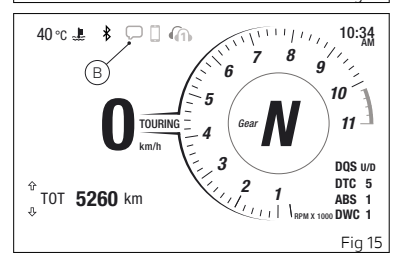 40 °C 10:34 AM
B
1 2 3 4 5 6 7 8 9 10 11
0 km/h
TOURING
Gear N
RPM X 1000
DQS U/D
DTC 5
ABS 1
DWC 1
TOT 5260 km
Fig 15